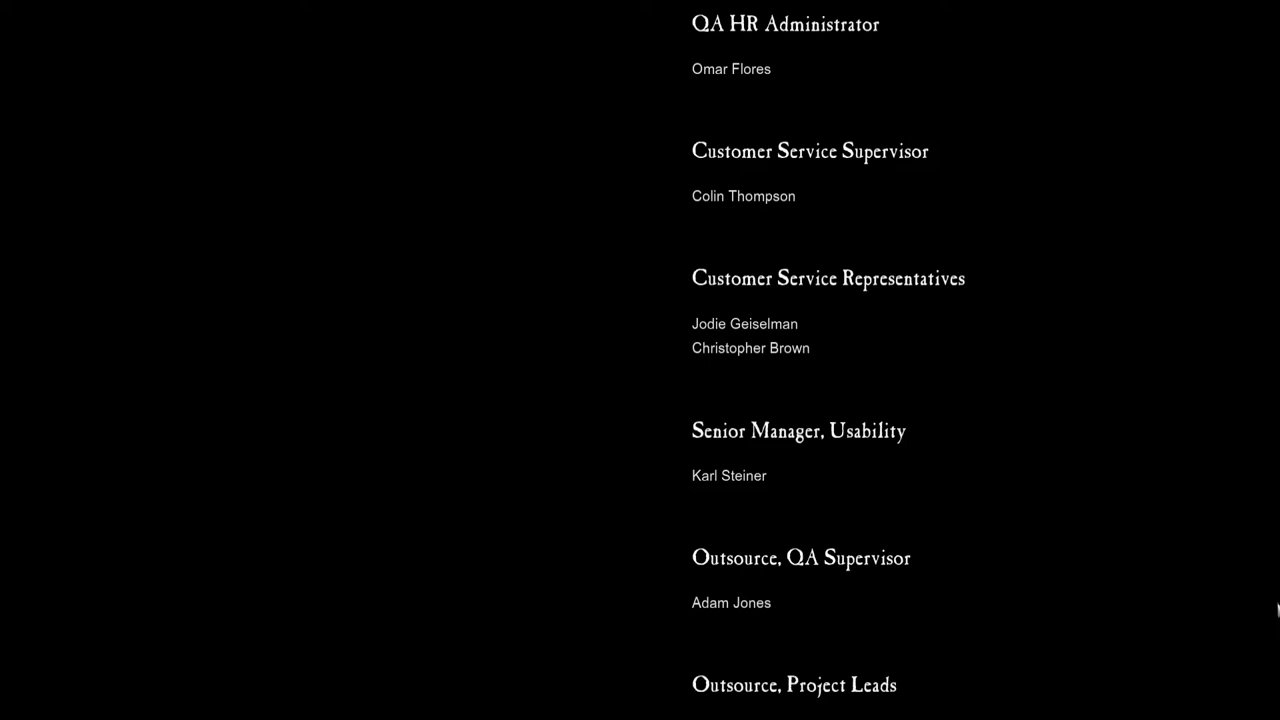 QA HR Administrator
Omar Flores
Customer Service Supervisor
Colin Thompson
Customer Service Representatives
Jodie Geiselman
Christopher Brown
Senior Manager, Usability
Karl Steiner
Outsource, QA Supervisor
Adam Jones
Outsource, Project Leads